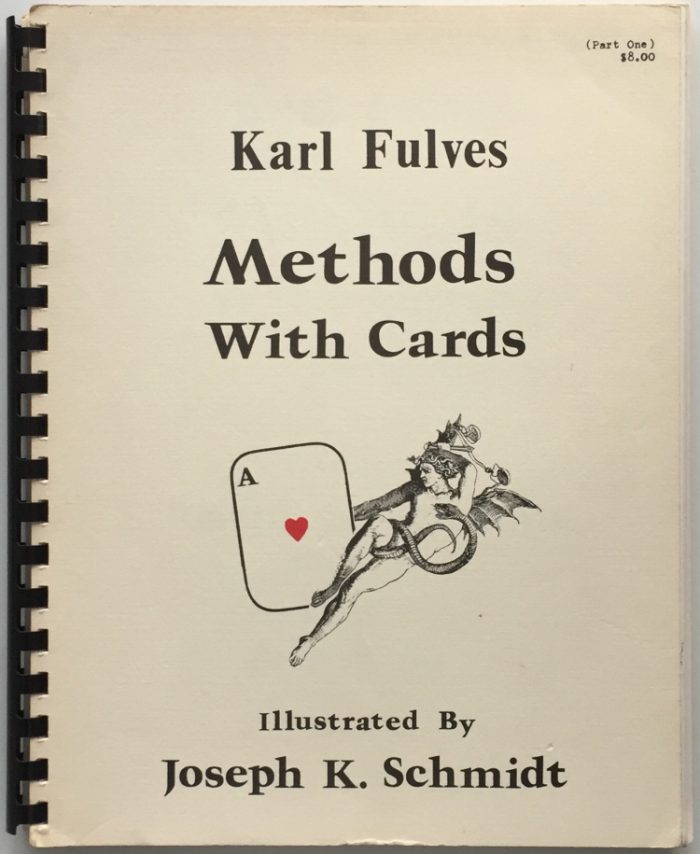 (Part One)
$8.00
Karl Fulves
Methods
With Cards
A
Illustrated By
Joseph K. Schmidt